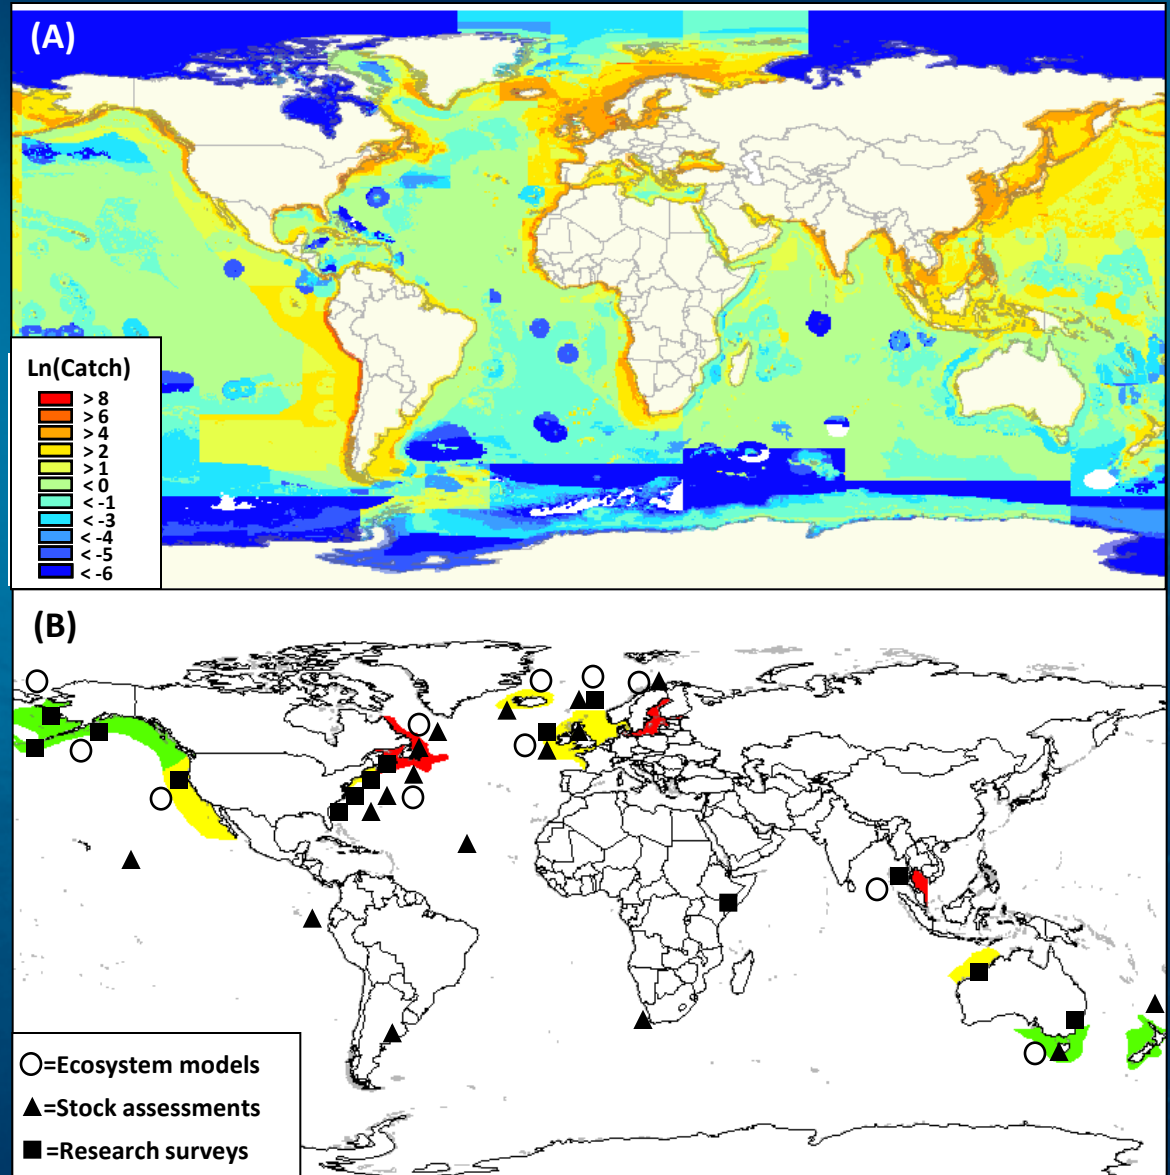 (A)
Ln(Catch)
> 8
> 6
> 4
> 2
> 1
< 0
< -1
< -3
< -4
< -5
< -6
(B)
=Ecosystem models
=Stock assessments
=Research surveys